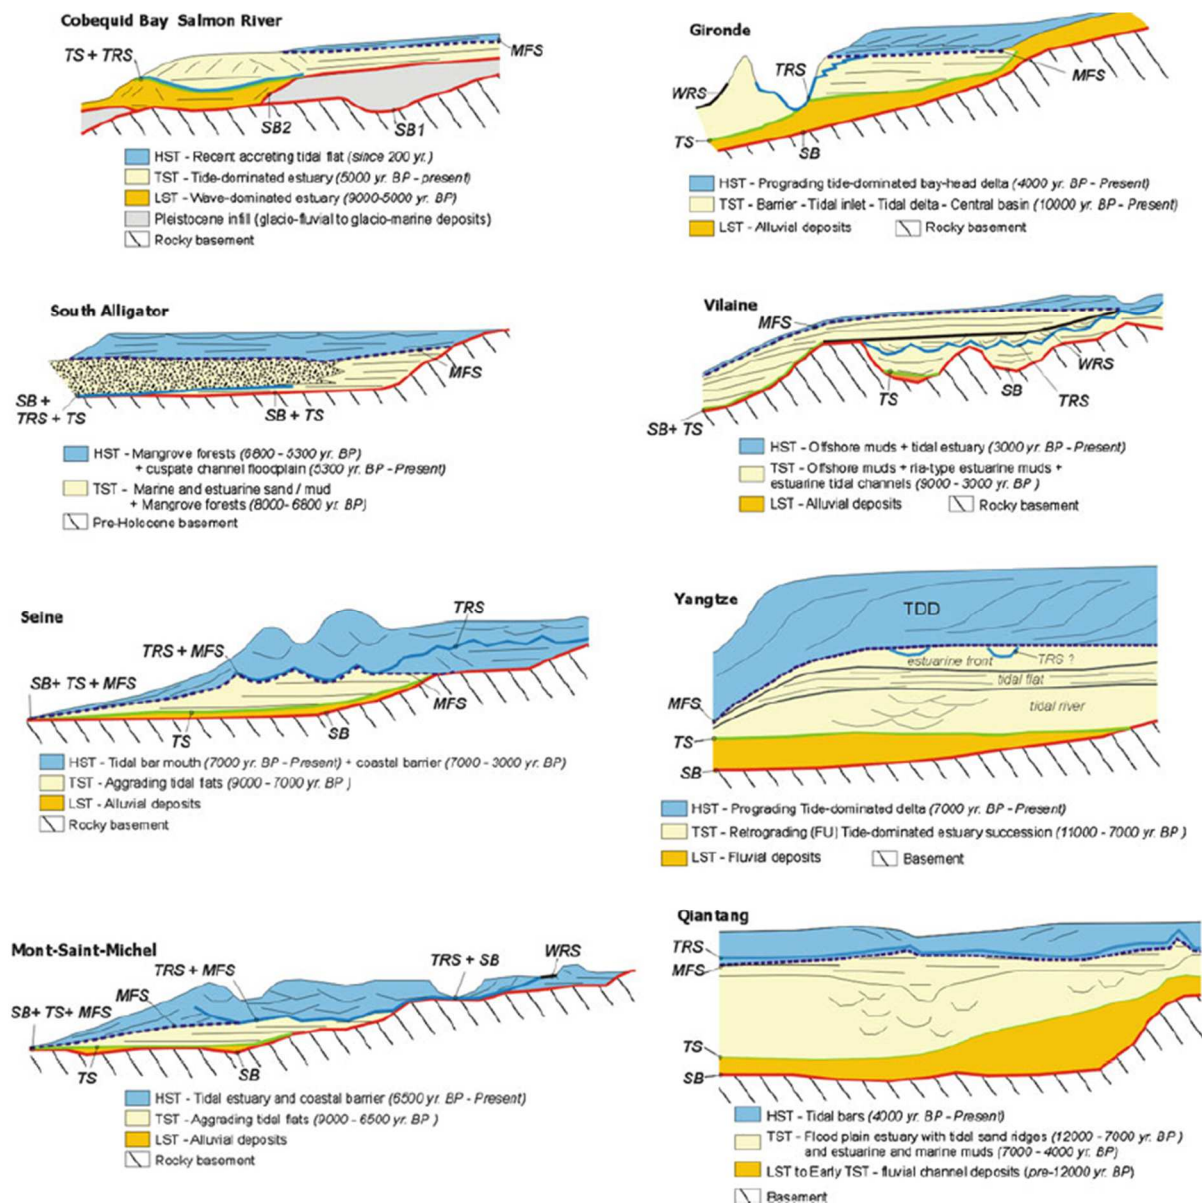 Cobequid Bay Salmon River
TS + TRS
MFS
SB2
SB1
HST - Recent accreting tidal flat (since 200 yr.)
TST - Tide-dominated estuary (5000 yr. BP - present)
LST - Wave-dominated estuary (9000-5000 yr. BP)
Pleistocene infill (glacio-fluvial to glacio-marine deposits)
Rocky basement
Gironde
TRS
WRS
MFS
TS
SB
HST - Prograding tide-dominated bay-head delta (4000 yr. BP - Present)
TST - Barrier - Tidal inlet - Tidal delta - Central basin (10000 yr. BP - Present)
LST - Alluvial deposits
Rocky basement
South Alligator
MFS
SB +
TRS + TS
SB + TS
HST - Mangrove forests (6800 - 5300 yr. BP)
+ cuspate channel floodplain (5300 yr. BP - Present)
TST - Marine and estuarine sand / mud
+ Mangrove forests (8000 - 6800 yr. BP)
Pre-Holocene basement
Vilaine
MFS
WRS
TS
SB
TRS
SB+ TS
HST - Offshore muds + tidal estuary (3000 yr. BP - Present)
TST - Offshore muds + ria-type estuarine muds +
estuarine tidal channels (9000 - 3000 yr. BP )
LST - Alluvial deposits
Rocky basement
Seine
TRS
TRS + MFS
SB+ TS + MFS
MFS
TS
SB
HST - Tidal bar mouth (7000 yr. BP - Present) + coastal barrier (7000 - 3000 yr. BP)
TST - Aggrading tidal flats (9000 - 7000 yr. BP )
LST - Alluvial deposits
Rocky basement
Yangtze
TDD
estuarine front
TRS ?
tidal flat
tidal river
MFS
TS
SB
HST - Prograding Tide-dominated delta (7000 yr. BP - Present)
TST - Retrograding (FU) Tide-dominated estuary succession (11000 - 7000 yr. BP )
LST - Fluvial deposits
Basement
Mont-Saint-Michel
TRS + SB
WRS
TRS + MFS
MFS
SB+ TS+ MFS
TS
SB
HST - Tidal estuary and coastal barrier (6500 yr. BP - Present)
TST - Aggrading tidal flats (9000 - 6500 yr. BP )
LST - Alluvial deposits
Rocky basement
Qiantang
TRS
MFS
TS
SB
HST - Tidal bars (4000 yr. BP - Present)
TST - Flood plain estuary with tidal sand ridges (12000 - 7000 yr. BP )
and estuarine and marine muds (7000 - 4000 yr. BP)
LST to Early TST - fluvial channel deposits (pre-12000 yr. BP)
Basement